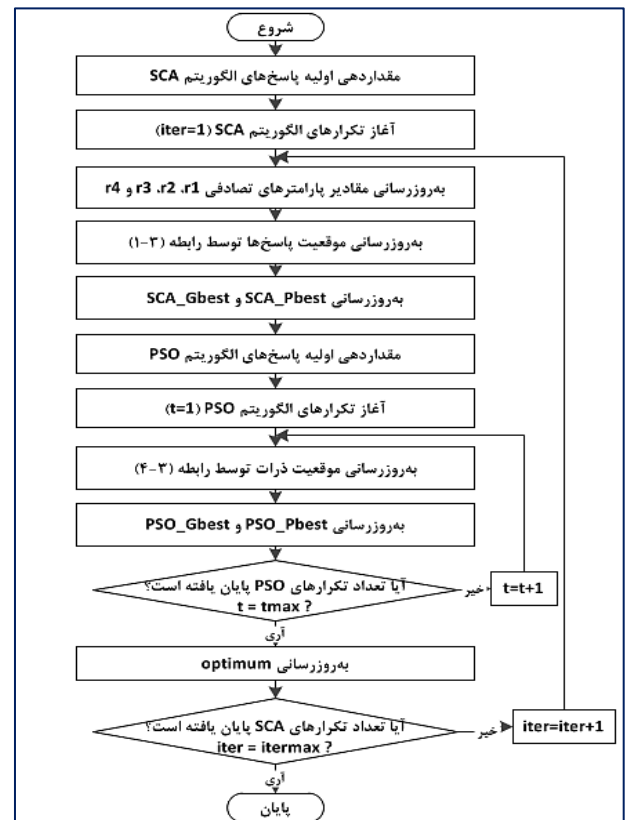 شروع
مقداردهی اولیه پاسخ‌های الگوریتم SCA
آغاز تکرارهای الگوریتم SCA (iter=1)
به‌روزرسانی مقادیر پارامترهای تصادفی r1، r2، r3 و r4
به‌روزرسانی موقعیت پاسخ‌ها توسط رابطه (۳-۱)
به‌روزرسانی SCA_Pbest و SCA_Gbest
مقداردهی اولیه پاسخ‌های الگوریتم PSO
آغاز تکرارهای الگوریتم PSO (t=1)
به‌روزرسانی موقعیت ذرات توسط رابطه (۳-۴)
به‌روزرسانی PSO_Pbest و PSO_Gbest
آیا تعداد تکرارهای PSO پایان یافته است؟
t = tmax ?
خیر
t=t+1
آری
به‌روزرسانی optimum
آیا تعداد تکرارهای SCA پایان یافته است؟
iter = itermax ?
خیر
iter=iter+1
آری
پایان